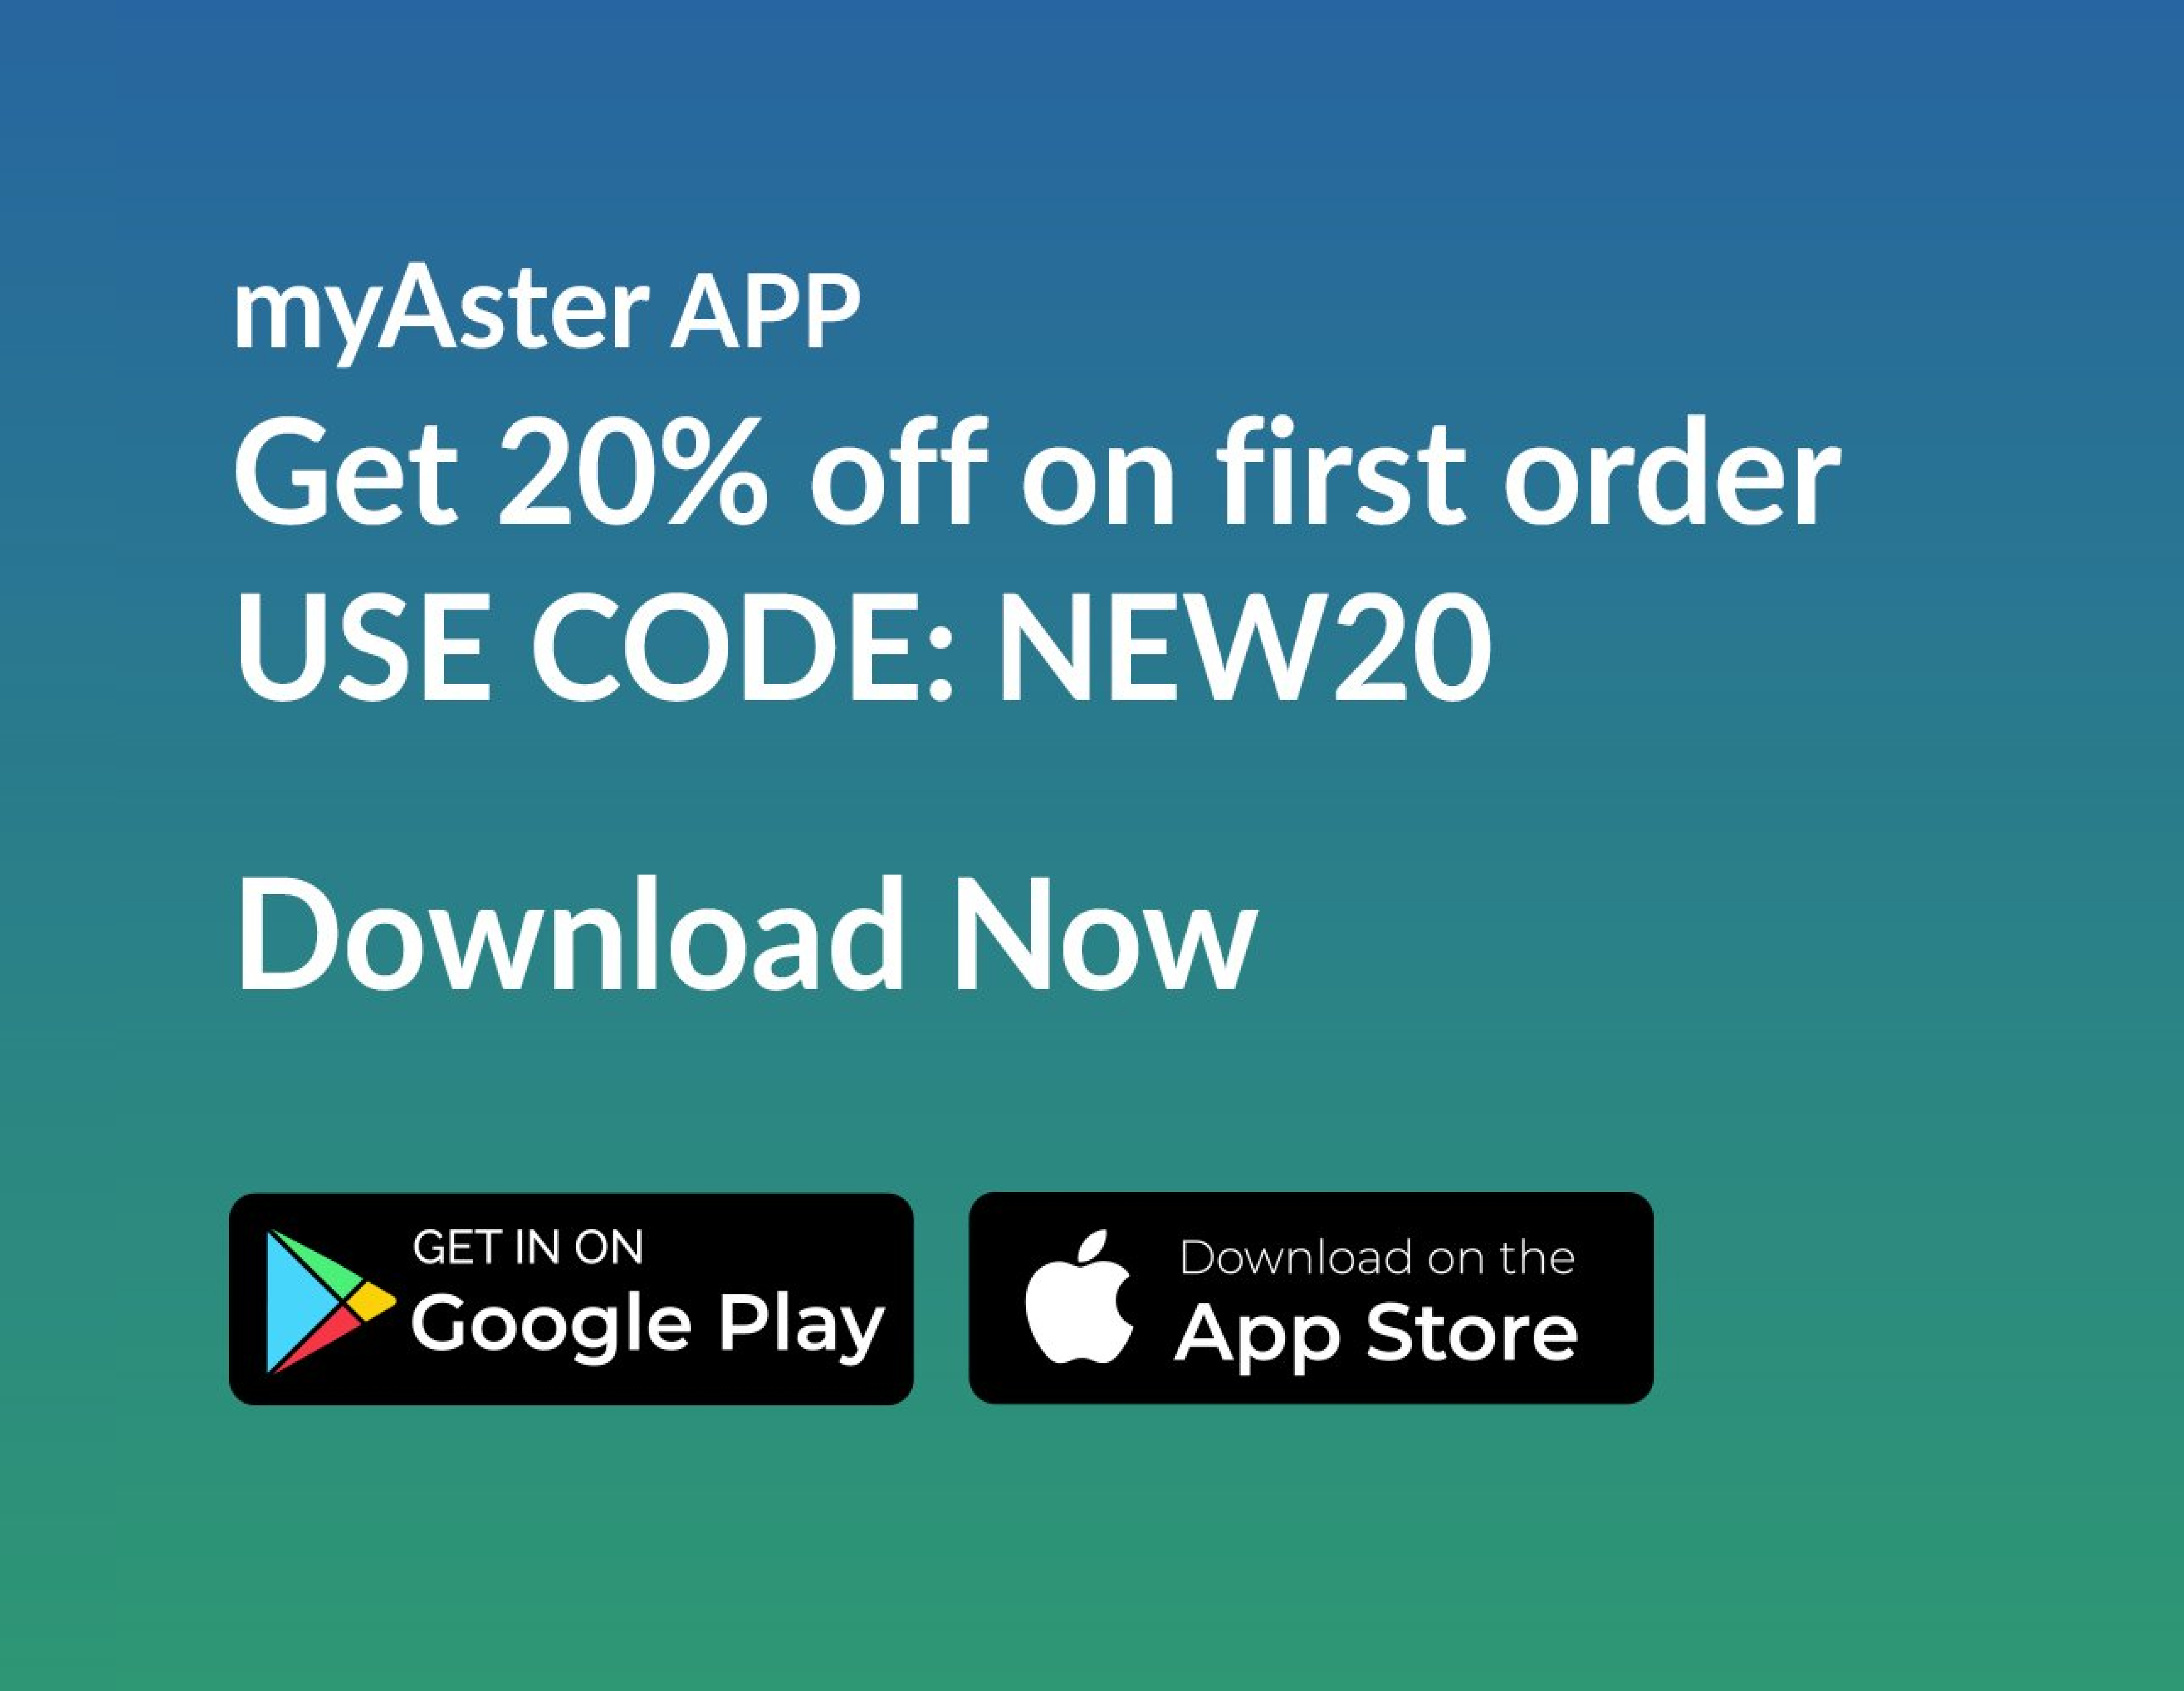 myAster APP
Get 20% off on first order
USE CODE: NEW20
Download Now
GET IN ON
Google Play
Download on the
App Store